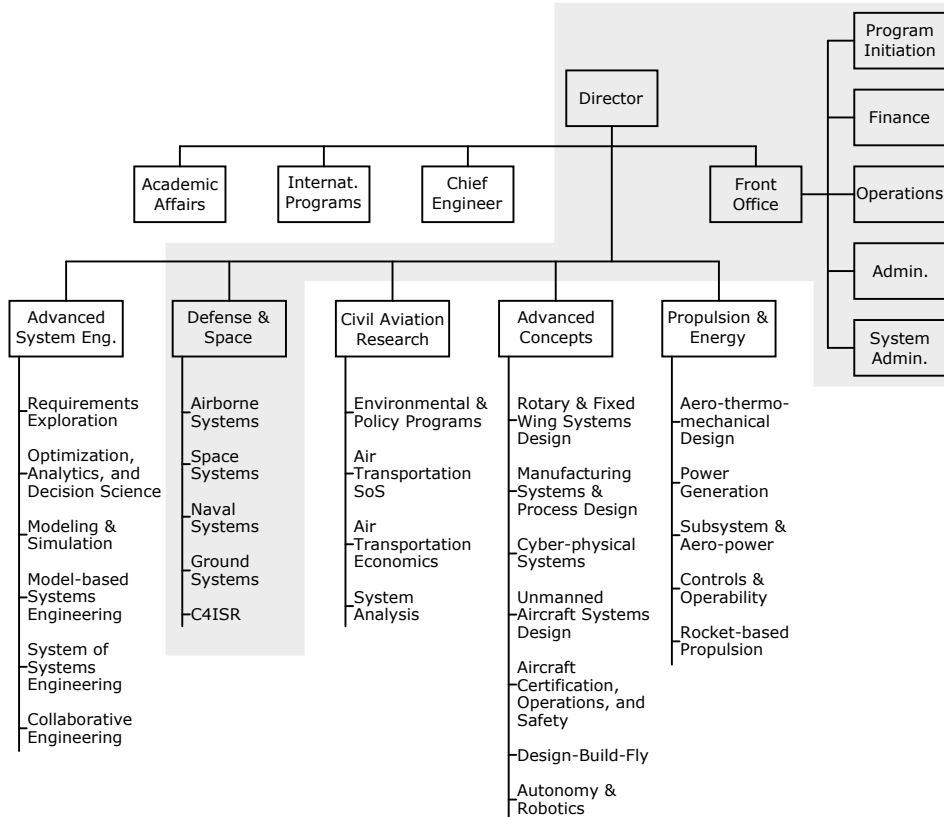 Program
Initiation
Director
Finance
Academic
Affairs
Internat.
Programs
Chief
Engineer
Front
Office
Operations
Admin.
System
Admin.
Advanced
System Eng.
Requirements
Exploration
Optimization,
Analytics, and
Decision Science
Modeling &
Simulation
Model-based
Systems
Engineering
System of
Systems
Engineering
Collaborative
Engineering
Defense &
Space
Airborne
Systems
Space
Systems
Naval
Systems
Ground
Systems
C4ISR
Civil Aviation
Research
Environmental &
Policy Programs
Air
Transportation
SoS
Air
Transportation
Economics
System
Analysis
Advanced
Concepts
Rotary & Fixed
Wing Systems
Design
Manufacturing
Systems &
Process Design
Cyber-physical
Systems
Unmanned
Aircraft Systems
Design
Aircraft
Certification,
Operations, and
Safety
Design-Build-Fly
Autonomy &
Robotics
Propulsion &
Energy
Aero-thermo-
mechanical
Design
Power
Generation
Subsystem &
Aero-power
Controls &
Operability
Rocket-based
Propulsion